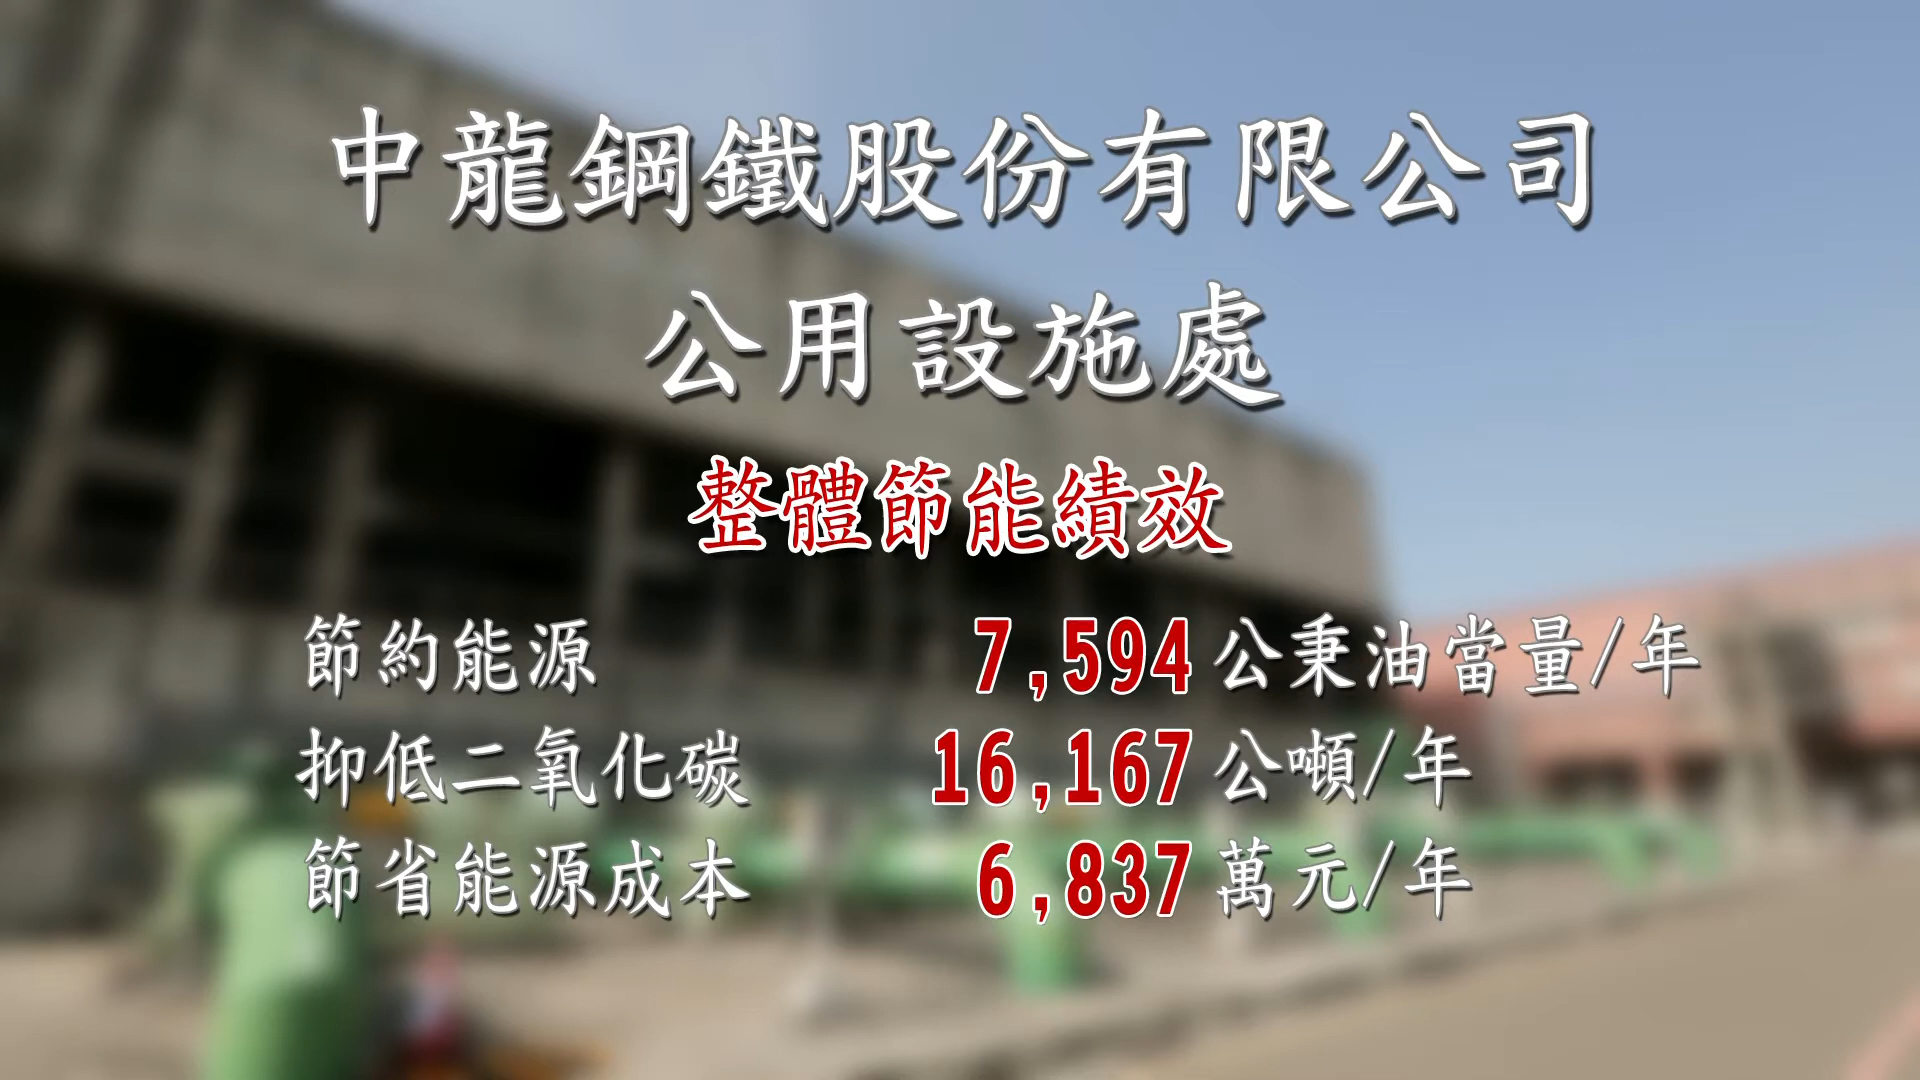 中龍鋼鐵股份有限公司
公用設施處
整體節能績效
節約能源 7,594 公秉油當量/年
抑低二氧化碳 16,167 公噸/年
節省能源成本 6,837 萬元/年